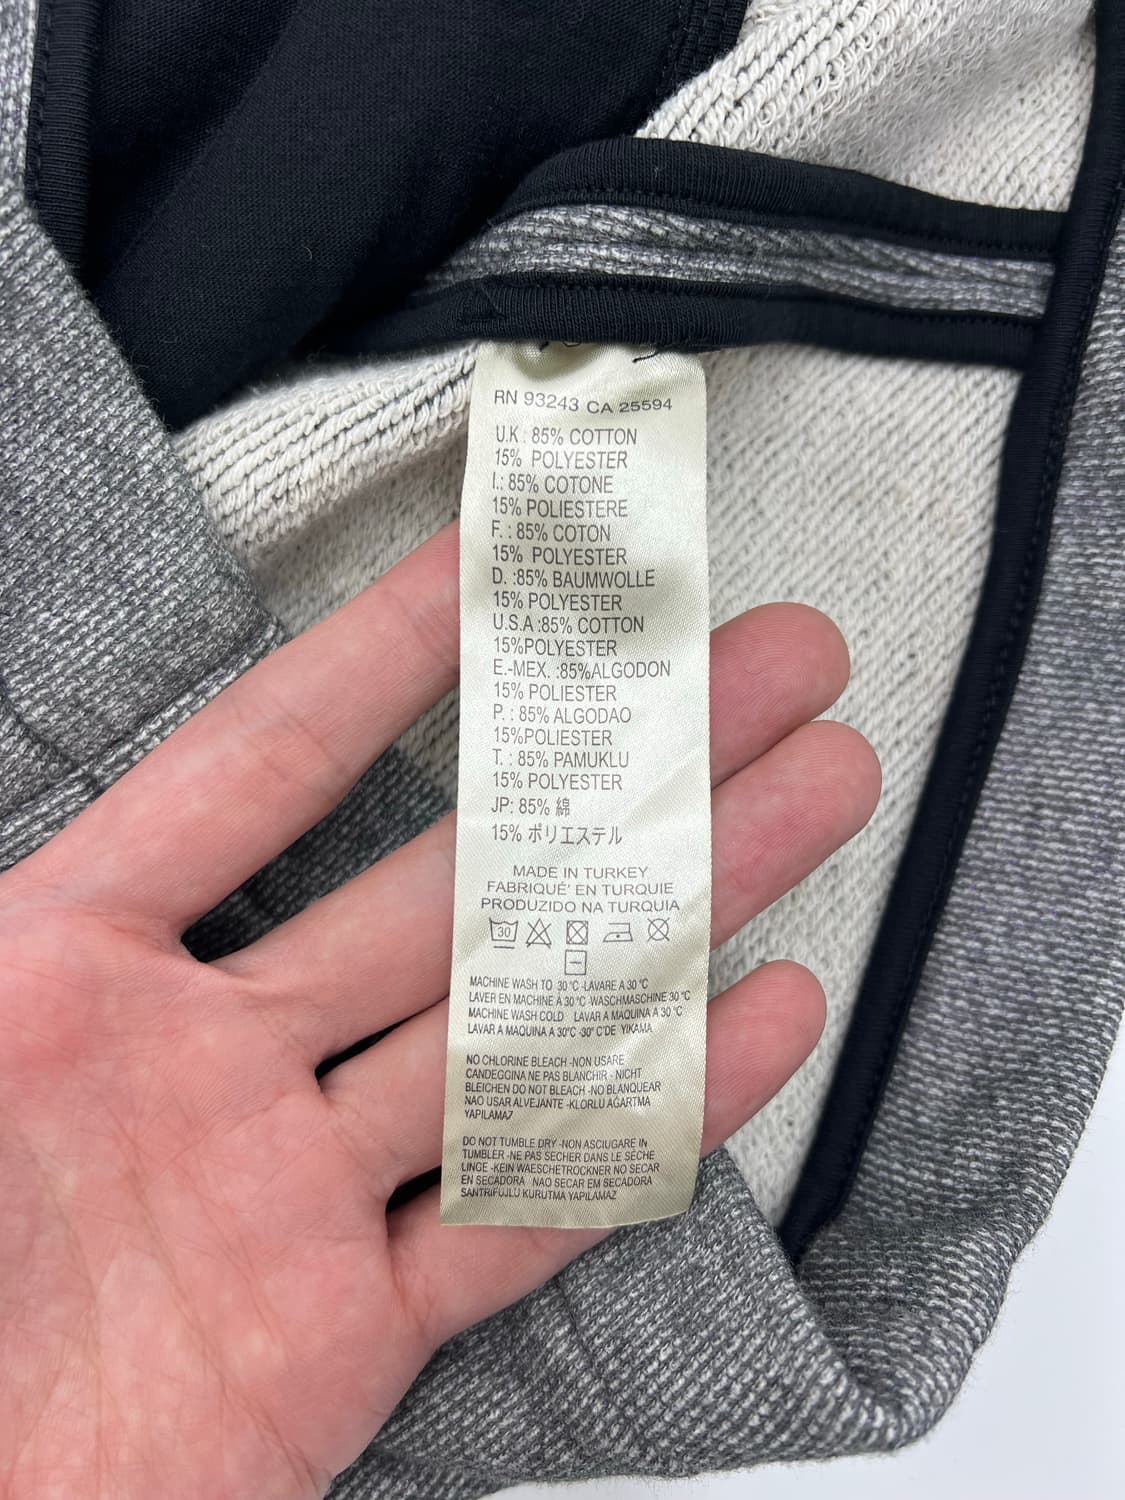 RN 93243 CA 25594
U.K : 85% COTTON
15% POLYESTER
I.: 85% COTONE
15% POLIESTERE
F. : 85% COTON
15% POLYESTER
D. :85% BAUMWOLLE
15% POLYESTER
U.S.A :85% COTTON
15%POLYESTER
E.-MEX. :85%ALGODON
15% POLIESTER
P. : 85% ALGODAO
15%POLIESTER
T. : 85% PAMUKLU
15% POLYESTER
JP: 85% 綿
15% ポリエステル
MADE IN TURKEY
FABRIQUÉ' EN TURQUIE
PRODUZIDO NA TURQUIA
30
MACHINE WASH TO 30 °C -LAVARE A 30 °C
LAVER EN MACHINE À 30 °C WASCHMASCHINE 30 °C
MACHINE WASH COLD LAVAR A MAQUINA A 30 °C
LAVAR A MAQUINA A 30°C -30° C'DE YIKAMA
NO CHLORINE BLEACH -NON USARE
CANDEGGINA NE PAS BLANCHIR - NICHT
BLEICHEN DO NOT BLEACH -NO BLANQUEAR
NAO USAR ALVEJANTE -KLORLU AĞARTMA
YAPILAMAZ
DO NOT TUMBLE DRY -NON ASCIUGARE IN
TUMBLER -NE PAS SECHER DANS LE SÉCHE
LINGE -KEIN WAESCHETROCKNER NO SECAR
EN SECADORA NAO SECAR EM SECADORA
SANTRIFUJLU KURUTMA YAPILAMAZ